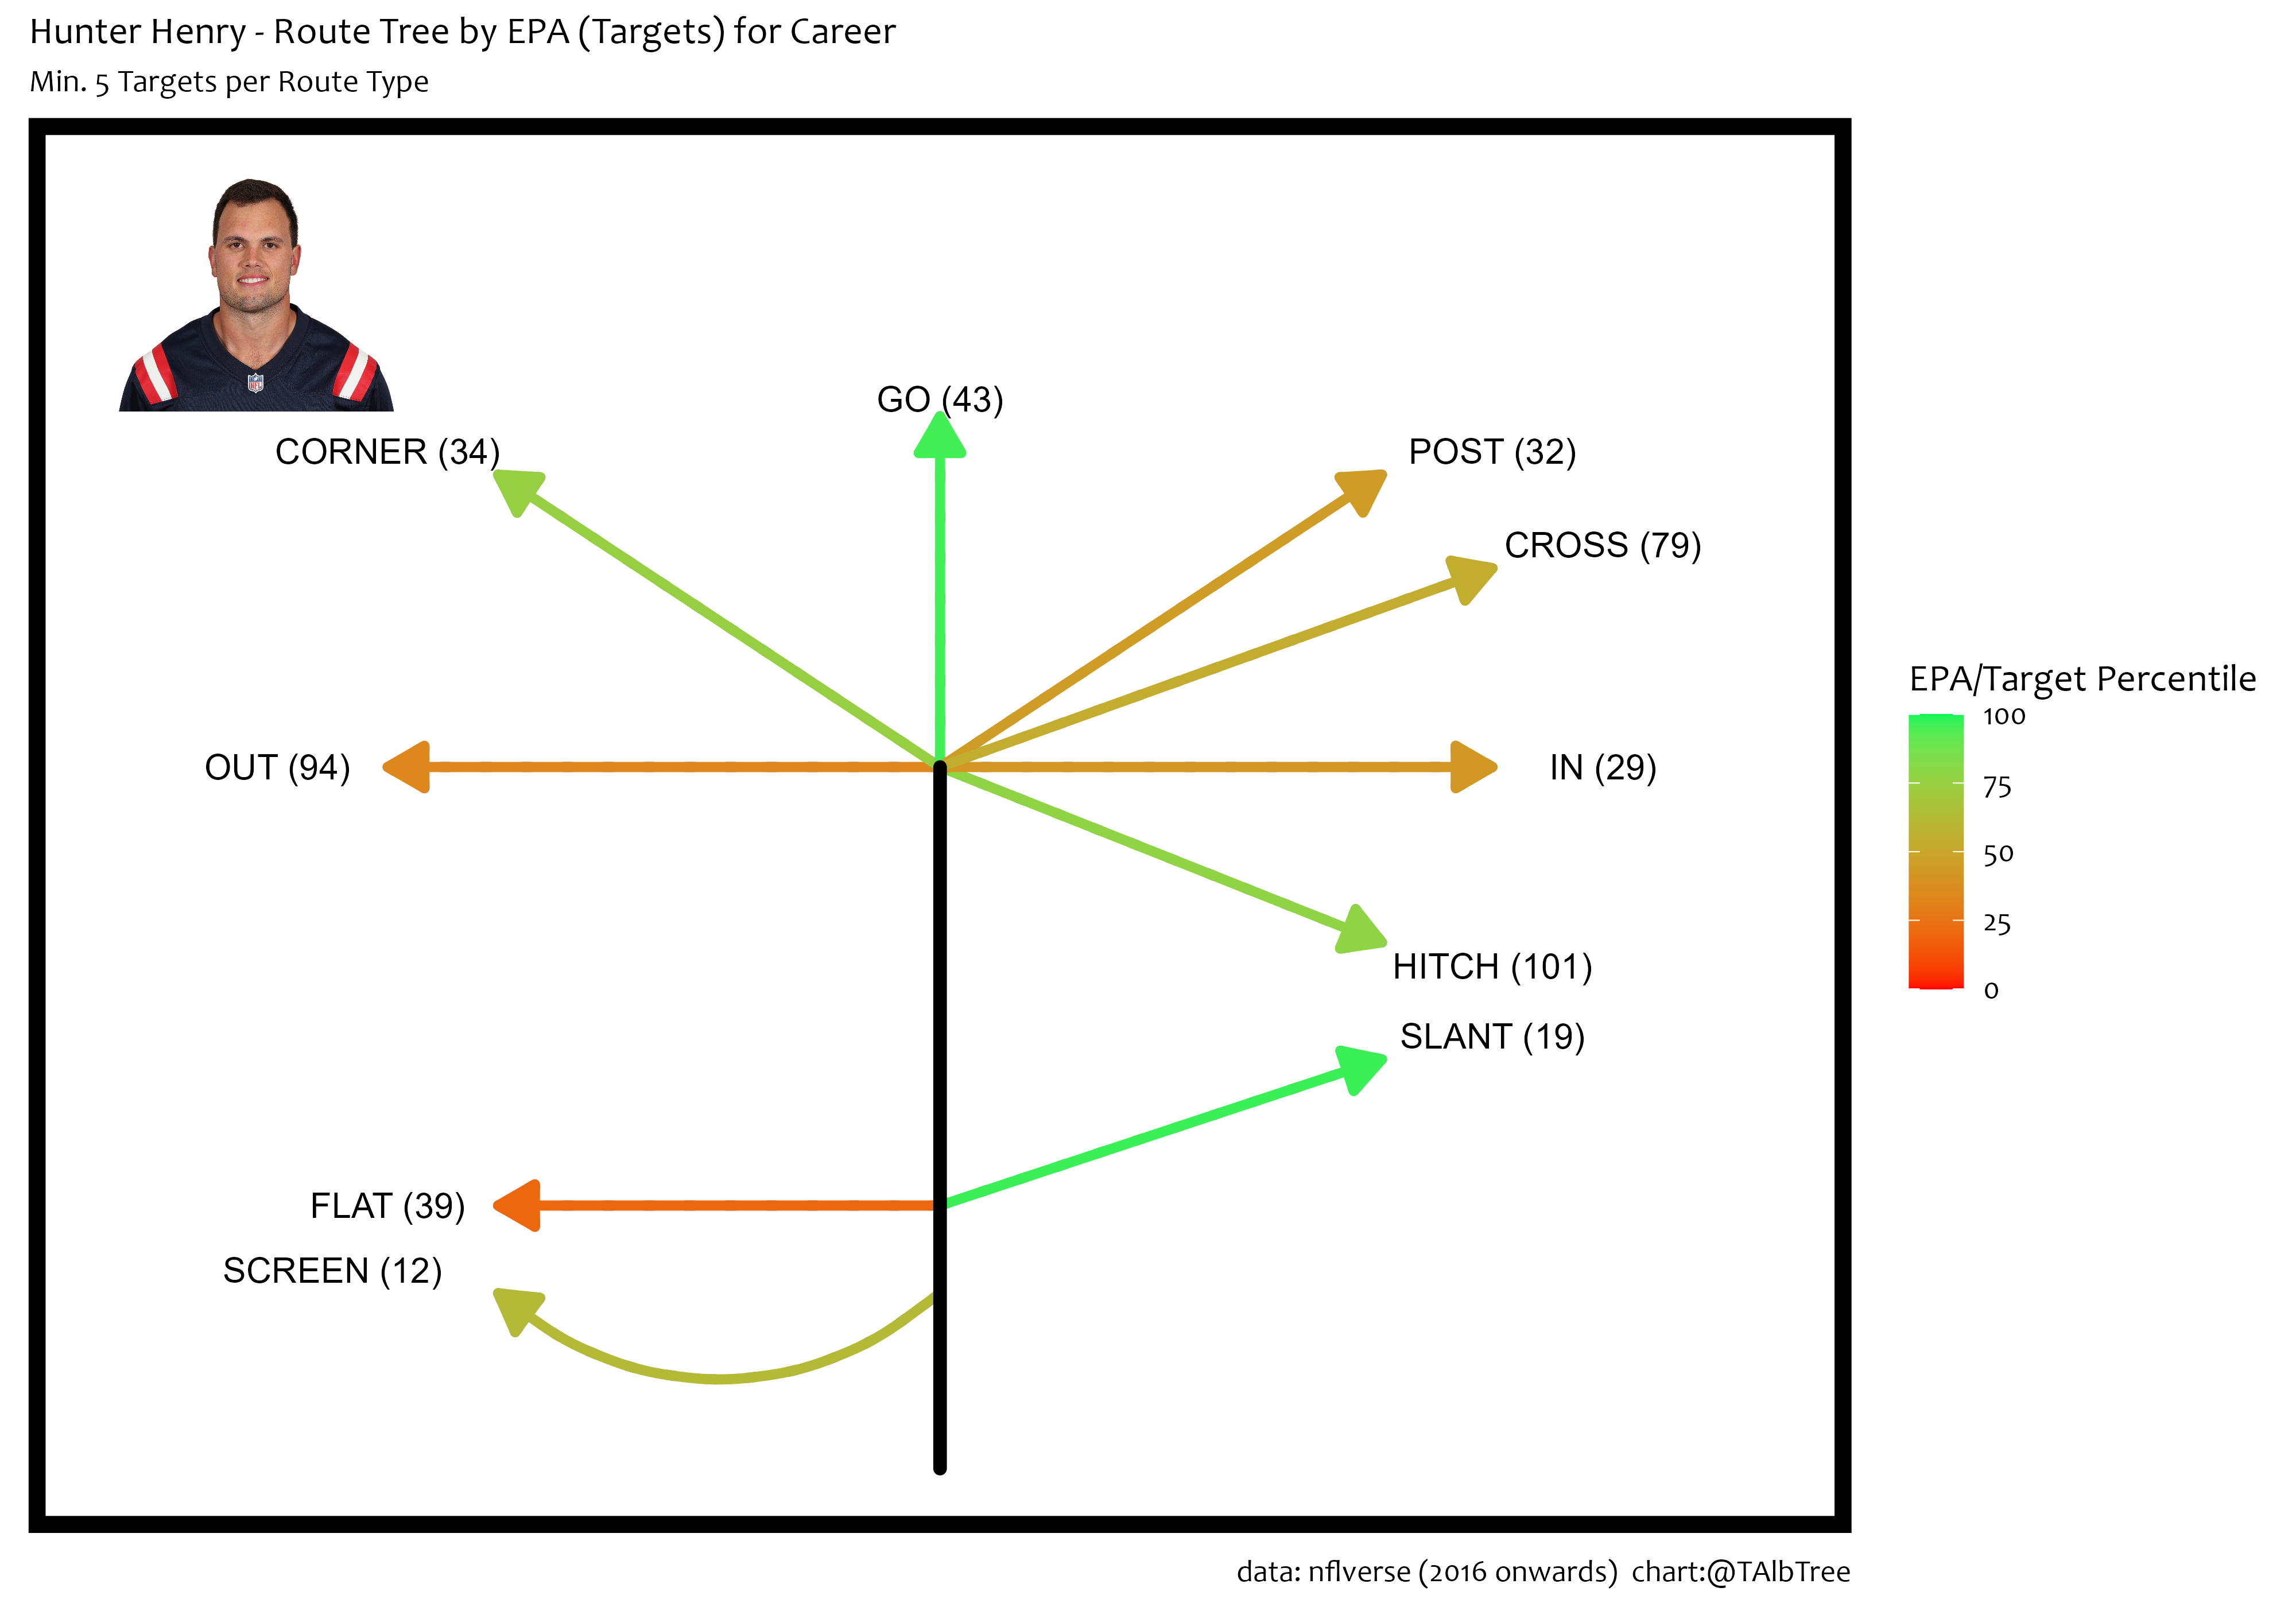 Hunter Henry - Route Tree by EPA (Targets) for Career
Min. 5 Targets per Route Type
GO (43)
CORNER (34)
POST (32)
CROSS (79)
OUT (94)
IN (29)
HITCH (101)
SLANT (19)
FLAT (39)
SCREEN (12)
EPA/Target Percentile
100
75
50
25
0
NFL
data: nflverse (2016 onwards)  chart:@TAlbTree